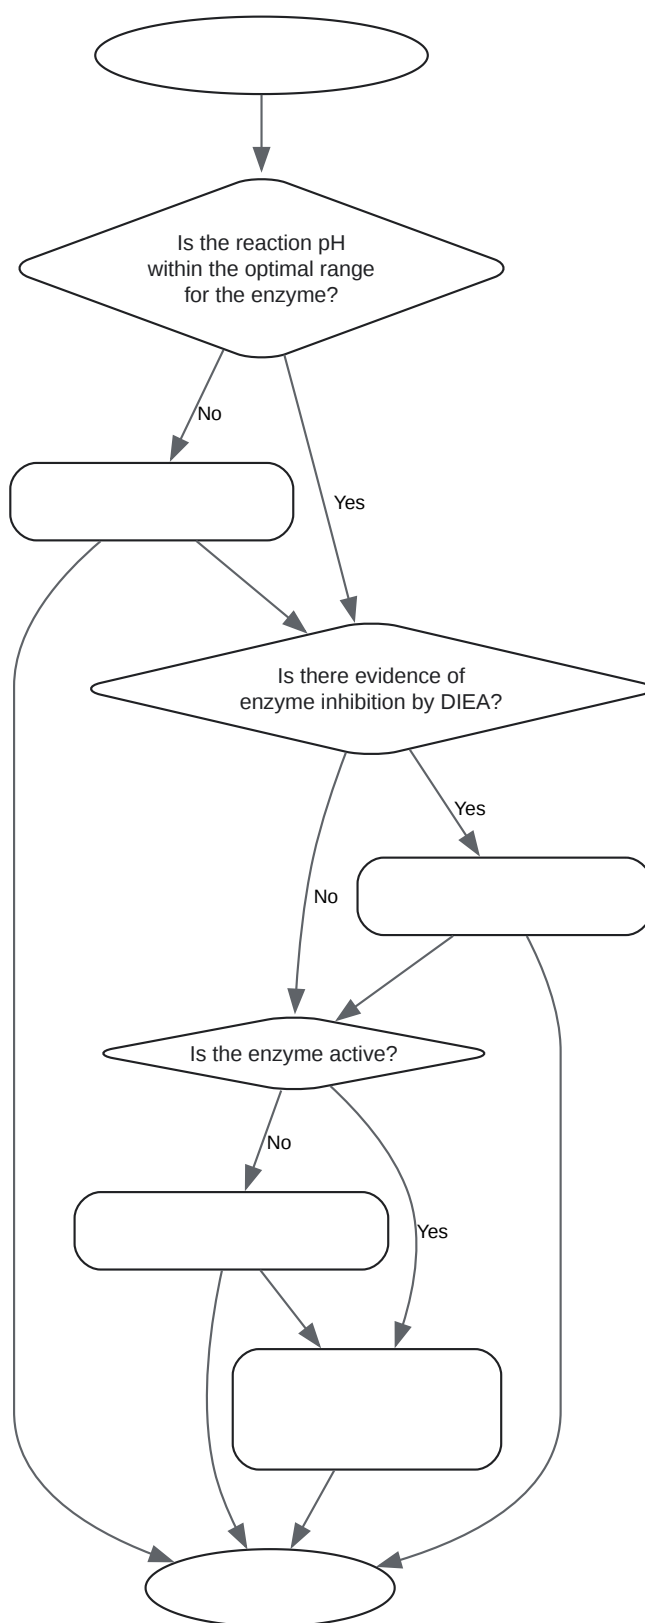 Is the reaction pH
within the optimal range
for the enzyme?
No
Yes
Is there evidence of
enzyme inhibition by DIEA?
Yes
No
Is the enzyme active?
No
Yes